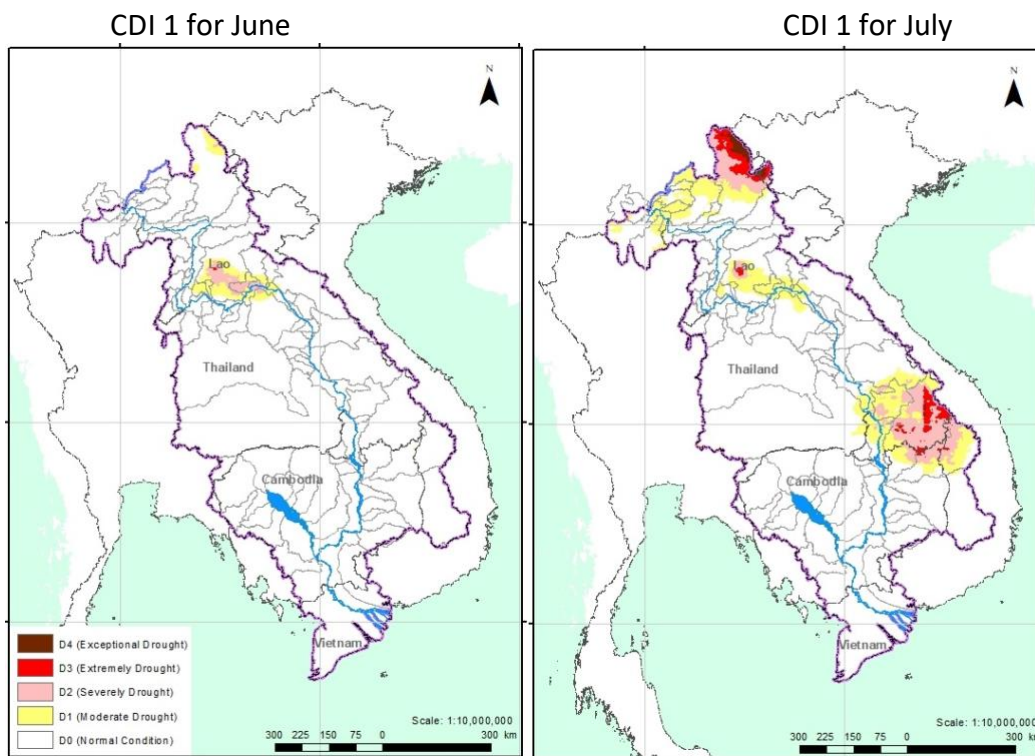 CDI 1 for June
N
Lao
Thailand
Cambodia
Vietnam
D4 (Exceptional Drought)
D3 (Extremely Drought)
D2 (Severely Drought)
D1 (Moderate Drought)
D0 (Normal Condition)
Scale: 1:10,000,000
300 225 150 75 0 300 km
CDI 1 for July
N
Lao
Thailand
Cambodia
Vietnam
Scale: 1:10,000,000
300 225 150 75 0 300 km